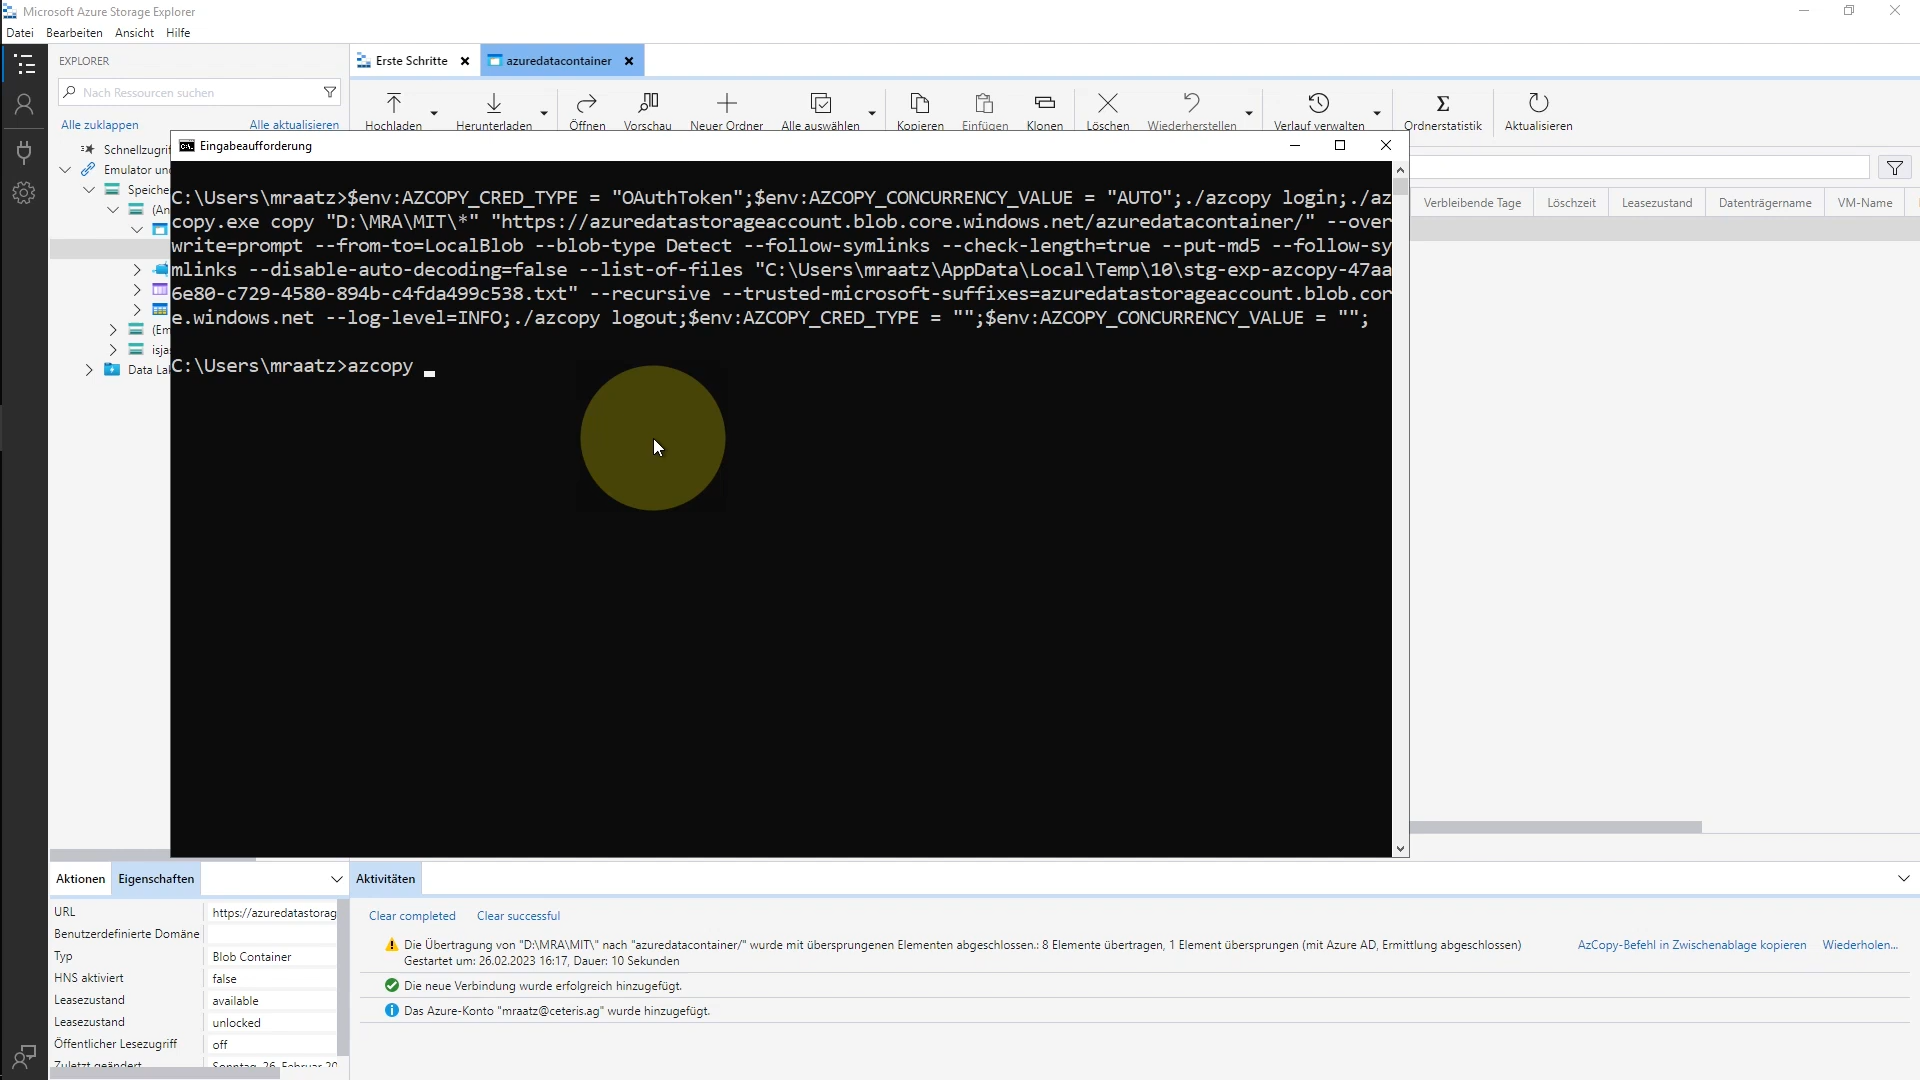 Microsoft Azure Storage Explorer
Datei Bearbeiten Ansicht Hilfe
EXPLORER
Nach Ressourcen suchen
Alle zuklappen Alle aktualisieren
Schnellzugrif
Emulator un
Speiche
(An
(Em
isja
Data La
Erste Schritte
azuredatacontainer
Hochladen
Herunterladen
Öffnen
Vorschau
Neuer Ordner
Alle auswählen
Kopieren
Einfügen
Klonen
Löschen
Wiederherstellen
Verlauf verwalten
Ordnerstatistik
Aktualisieren
Verbleibende Tage Löschzeit Leasezustand Datenträgername VM-Name
Eingabeaufforderung
C:\Users\mraatz>$env:AZCOPY_CRED_TYPE = "OAuthToken";$env:AZCOPY_CONCURRENCY_VALUE = "AUTO";./azcopy login;./az
copy.exe copy "D:\MRA\MIT\*" "https://azuredatastorageaccount.blob.core.windows.net/azuredatacontainer/" --over
write=prompt --from-to=LocalBlob --blob-type Detect --follow-symlinks --check-length=true --put-md5 --follow-sy
mlinks --disable-auto-decoding=false --list-of-files "C:\Users\mraatz\AppData\Local\Temp\10\stg-exp-azcopy-47aa
6e80-c729-4580-894b-c4fda499c538.txt" --recursive --trusted-microsoft-suffixes=azuredatastorageaccount.blob.cor
e.windows.net --log-level=INFO;./azcopy logout;$env:AZCOPY_CRED_TYPE = "";$env:AZCOPY_CONCURRENCY_VALUE = "";
C:\Users\mraatz>azcopy
Aktionen Eigenschaften
URL https://azuredatastorag
Benutzerdefinierte Domäne
Typ Blob Container
HNS aktiviert false
Leasezustand available
Leasezustand unlocked
Öffentlicher Lesezugriff off
Zuletzt geändert Sonntag, 26. Februar 20
Aktivitäten
Clear completed Clear successful
Die Übertragung von "D:\MRA\MIT\" nach "azuredatacontainer/" wurde mit übersprungenen Elementen abgeschlossen.: 8 Elemente übertragen, 1 Element übersprungen (mit Azure AD, Ermittlung abgeschlossen) AzCopy-Befehl in Zwischenablage kopieren Wiederholen...
Gestartet um: 26.02.2023 16:17, Dauer: 10 Sekunden
Die neue Verbindung wurde erfolgreich hinzugefügt.
Das Azure-Konto "mraatz@ceteris.ag" wurde hinzugefügt.